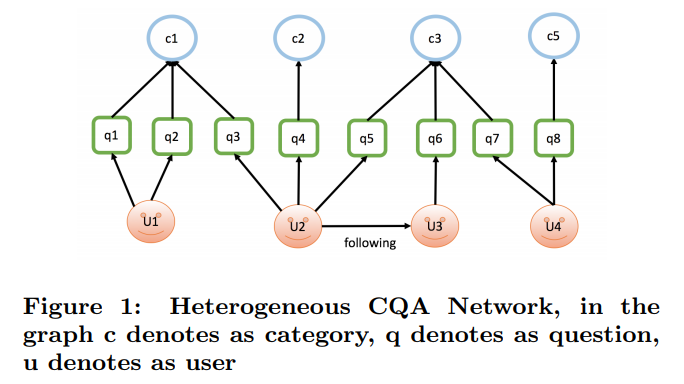 c1 c2 c3 c5
q1 q2 q3 q4 q5 q6 q7 q8
U1 U2 U3 U4
following
Figure 1: Heterogeneous CQA Network, in the
graph c denotes as category, q denotes as question,
u denotes as user